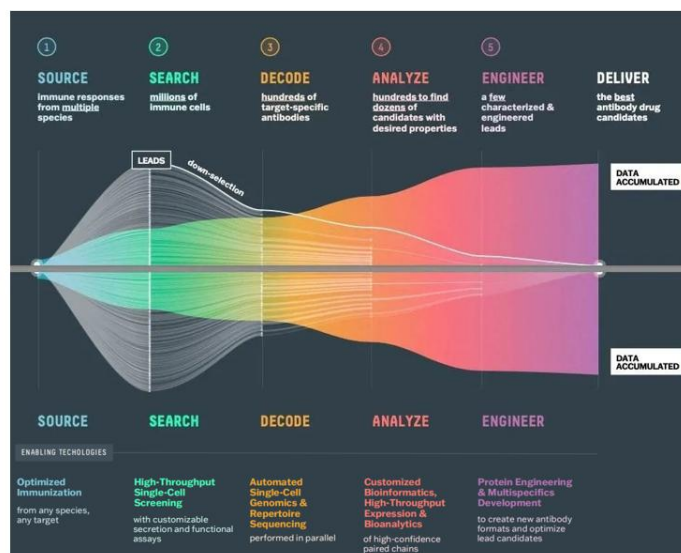 1
2
3
4
5
SOURCE
SEARCH
DECODE
ANALYZE
ENGINEER
DELIVER
immune responses
from multiple
species
millions of
immune cells
hundreds of
target-specific
antibodies
hundreds to find
dozens of
candidates with
desired properties
a few
characterized &
engineered
leads
the best
antibody drug
candidates
LEADS
down-selection
DATA
ACCUMULATED
DATA
ACCUMULATED
SOURCE
SEARCH
DECODE
ANALYZE
ENGINEER
ENABLING TECHOLOGIES
Optimized
Immunization
from any species,
any target
High-Throughput
Single-Cell
Screening
with customizable
secretion and functional
assays
Automated
Single-Cell
Genomics &
Repertoire
Sequencing
performed in parallel
Customized
Bioinformatics,
High-Throughput
Expression &
Bioanalytics
of high-confidence
paired chains
Protein Engineering
& Multispecifics
Development
to create new antibody
formats and optimize
lead candidates